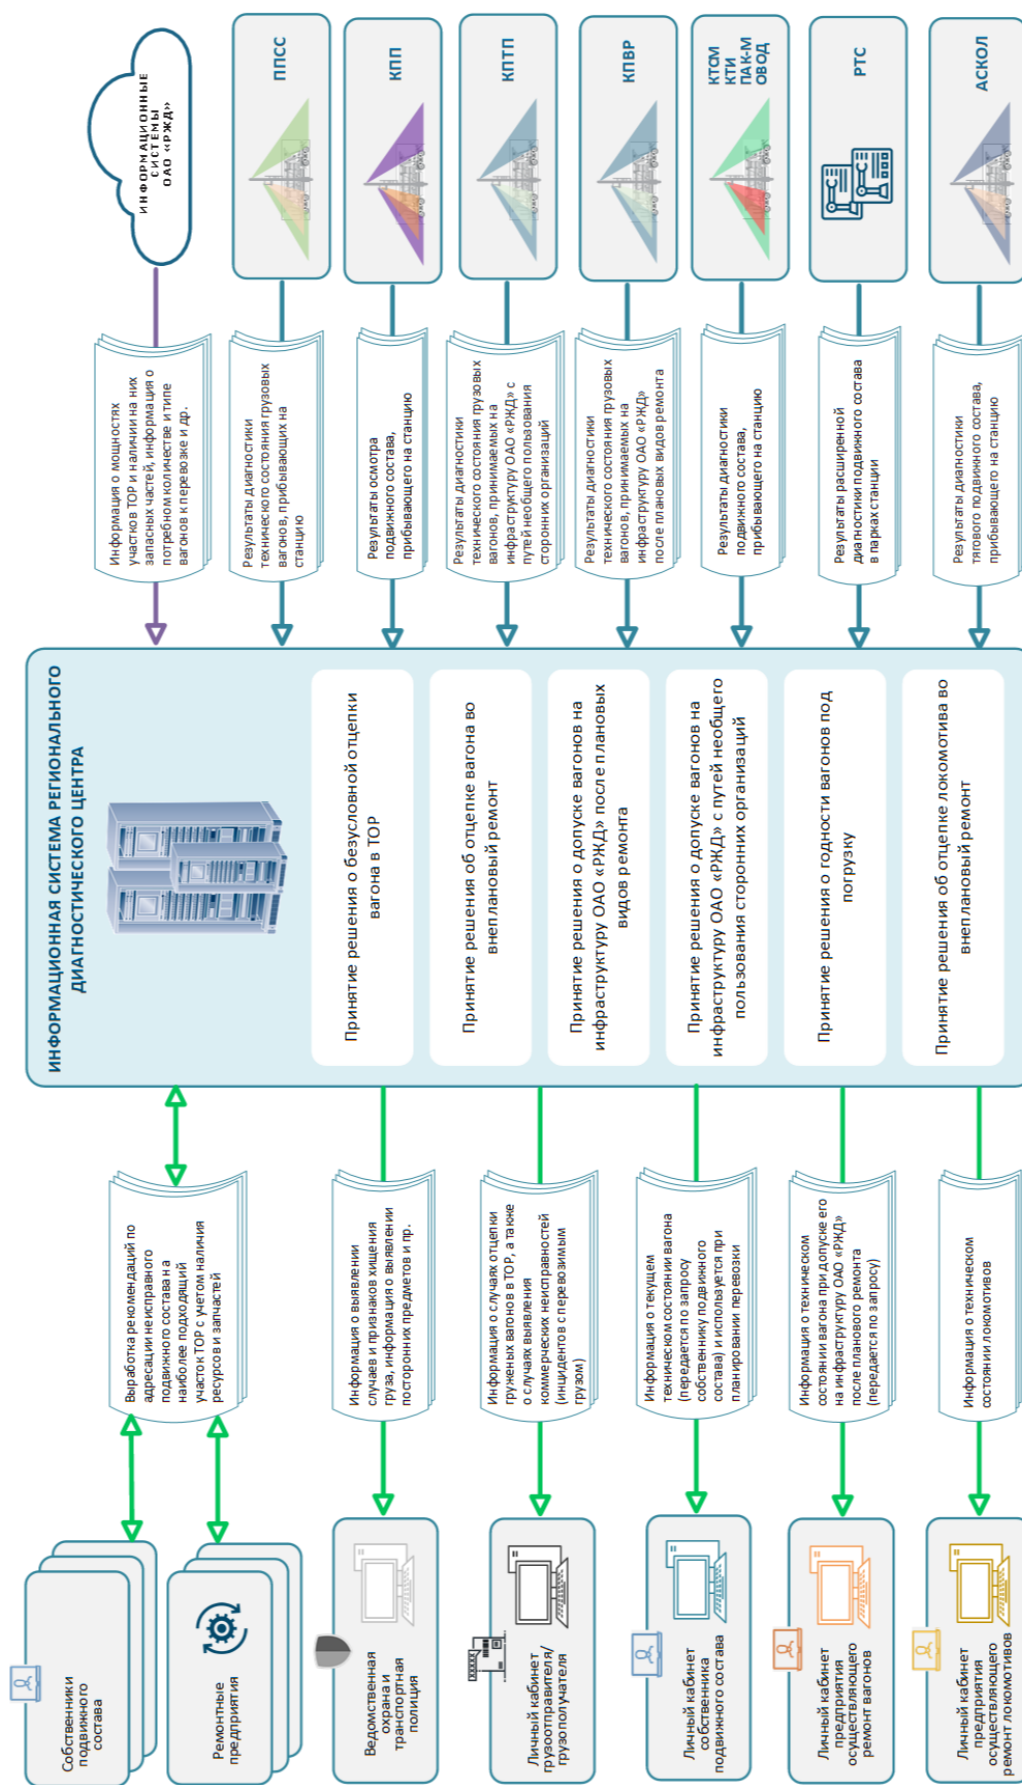 ИНФОРМАЦИОННЫЕ
СИСТЕМЫ
ОАО «РЖД»
ППСС
КПП
КПТП
КПВР
КТСМ
КТИ
ПАК-М
ОВОД
РТС
АСКОЛ
Информация о мощностях
участков ТОР и наличии на них
запасных частей, информация о
потребном количестве и типе
вагонов к перевозке и др.
Результаты диагностики
технического состояния грузовых
вагонов, прибывающих на
станцию
Результаты осмотра
подвижного состава,
прибывающего на станцию
Результаты диагностики
технического состояния грузовых
вагонов, принимаемых на
инфраструктуру ОАО «РЖД» с
путей необщего пользования
сторонних организаций
Результаты диагностики
технического состояния грузовых
вагонов, принимаемых на
инфраструктуру ОАО «РЖД»
после плановых видов ремонта
Результаты диагностики
подвижного состава,
прибывающего на станцию
Результаты расширенной
диагностики подвижного состава
в парках станции
Результаты диагностики
тягового подвижного состава,
прибывающего на станцию
ИНФОРМАЦИОННАЯ СИСТЕМА РЕГИОНАЛЬНОГО
ДИАГНОСТИЧЕСКОГО ЦЕНТРА
Принятие решения о безусловной отцепки
вагона в ТОР
Принятие решения об отцепке вагона во
внеплановый ремонт
Принятие решения о допуске вагонов на
инфраструктуру ОАО «РЖД» после плановых
видов ремонта
Принятие решения о допуске вагонов на
инфраструктуру ОАО «РЖД» с путей необщего
пользования сторонних организаций
Принятие решения о годности вагонов под
погрузку
Принятие решения об отцепке локомотива во
внеплановый ремонт
Выработка рекомендаций по
адресации неисправного
подвижного состава на
наиболее подходящий
участок ТОР с учетом наличия
ресурсов и запчастей
Информация о выявлении
случаев и признаков хищения
груза, информация о выявлении
посторонних предметов и пр.
Информация о случаях отцепки
груженых вагонов в ТОР, а также
о случаях выявления
коммерческих неисправностей
(инцидентов с перевозимым
грузом)
Информация о текущем
техническом состоянии вагона
(передается по запросу
собственнику подвижного
состава) и используется при
планировании перевозки
Информация о техническом
состоянии вагона при допуске его
на инфраструктуру ОАО «РЖД»
после планового ремонта
(передается по запросу)
Информация о техническом
состоянии локомотивов
Собственники
подвижного
состава
Ремонтные
предприятия
Ведомственная
охрана и
транспортная
полиция
Личный кабинет
грузоотправителя/
грузополучателя
Личный кабинет
собственника
подвижного состава
Личный кабинет
предприятия
осуществляющего
ремонт вагонов
Личный кабинет
предприятия
осуществляющего
ремонт локомотивов